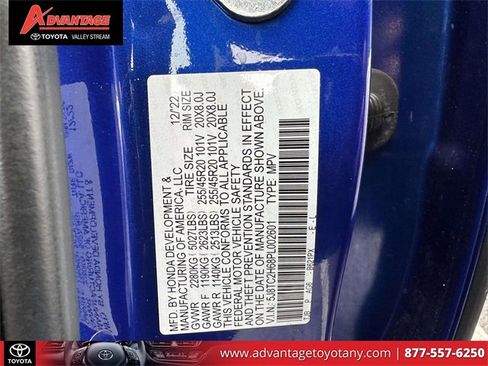 ADVANTAGE
TOYOTA VALLEY STREAM
MFD. BY HONDA DEVELOPMENT & 12/22
MANUFACTURING OF AMERICA, LLC
TIRE SIZE RIM SIZE
GVWR 2280KG (5027LBS)
GAWR F 1190KG (2623LBS) 255/45R20 101V 20X8.0J
GAWR R 1140KG (2513LBS) 255/45R20 101V 20X8.0J
THIS VEHICLE CONFORMS TO ALL APPLICABLE
FEDERAL MOTOR VEHICLE SAFETY
AND THEFT PREVENTION STANDARDS IN EFFECT
ON THE DATE OF MANUFACTURE SHOWN ABOVE.
V.I.N: 5J8TC2H68PL002601 TYPE MPV
E - L
TOYOTA
www.advantagetoyotany.com 877-557-6250
TOYOTA